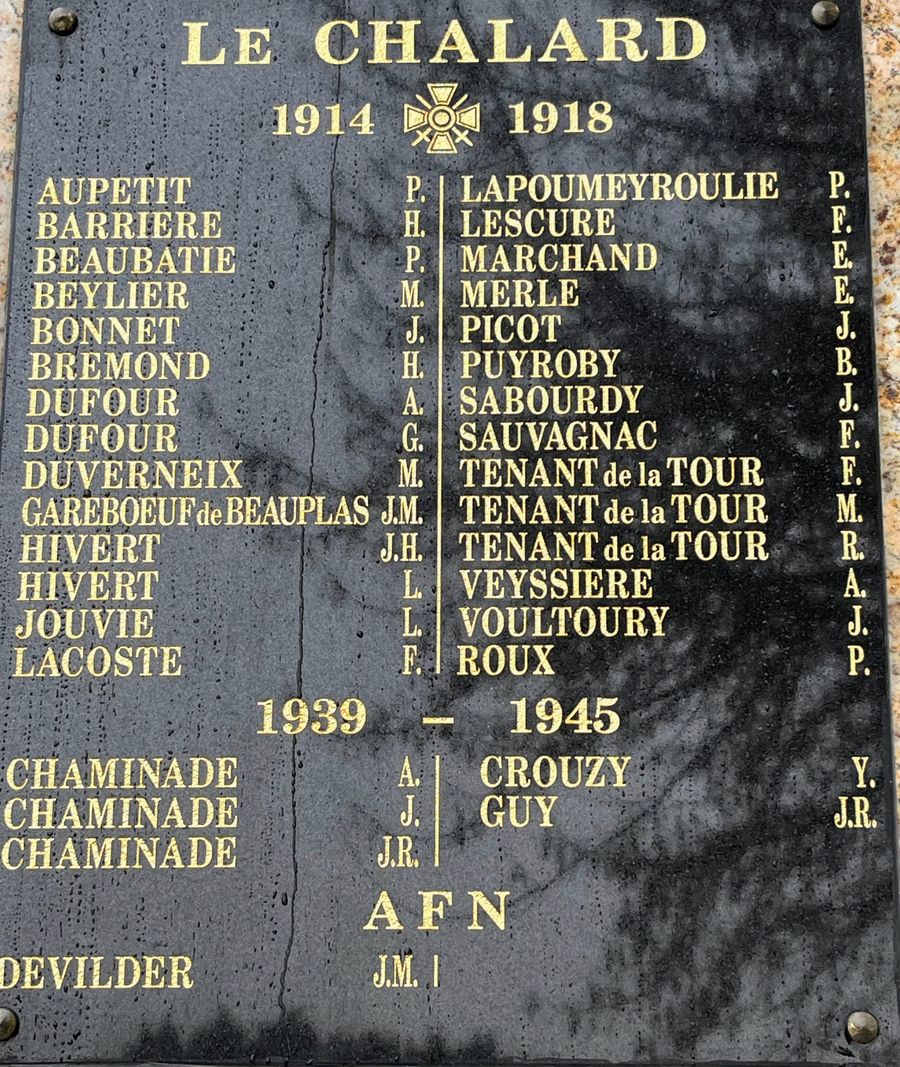 LE CHALARD
1914 1918
AUPETIT P.
BARRIERE H.
BEAUBATIE P.
BEYLIER M.
BONNET J.
BREMOND H.
DUFOUR A.
DUFOUR G.
DUVERNEIX M.
GAREBOEUF de BEAUPLAS J.M.
HIVERT J.H.
HIVERT L.
JOUVIE L.
LACOSTE F.
LAPOUMEYROULIE P.
LESCURE F.
MARCHAND E.
MERLE E.
PICOT J.
PUYROBY B.
SABOURDY J.
SAUVAGNAC F.
TENANT de la TOUR F.
TENANT de la TOUR M.
TENANT de la TOUR R.
VEYSSIERE A.
VOULTOURY J.
ROUX P.
1939 – 1945
CHAMINADE A.
CHAMINADE J.
CHAMINADE J.R.
CROUZY Y.
GUY J.R.
AFN
DEVILDER J.M.